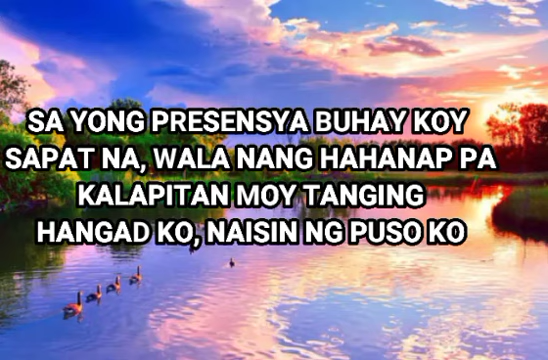 SA YONG PRESENSYA BUHAY KOY
SAPAT NA, WALA NANG HAHANAP PA
KALAPITAN MOY TANGING
HANGAD KO, NAISIN NG PUSO KO